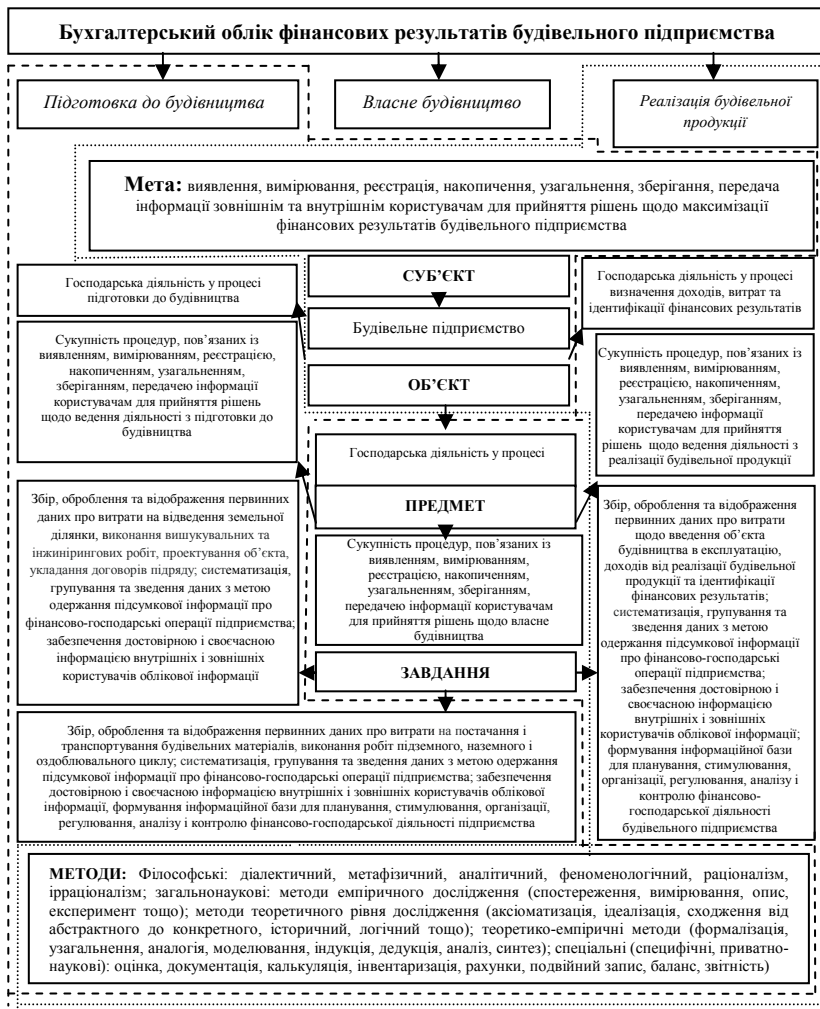 Бухгалтерський облік фінансових результатів будівельного підприємства
Підготовка до будівництва
Власне будівництво
Реалізація будівельної
продукції
Мета: виявлення, вимірювання, реєстрація, накопичення, узагальнення, зберігання, передача
інформації зовнішнім та внутрішнім користувачам для прийняття рішень щодо максимізації
фінансових результатів будівельного підприємства
Господарська діяльність у процесі
підготовки до будівництва
СУБ’ЄКТ
Господарська діяльність у процесі
визначення доходів, витрат та
ідентифікації фінансових результатів
Будівельне підприємство
Сукупність процедур, пов’язаних із
виявленням, вимірюванням, реєстрацією,
накопиченням, узагальненням,
зберіганням, передачею інформації
користувачам для прийняття рішень
щодо ведення діяльності з підготовки до
будівництва
Сукупність процедур, пов’язаних із
виявленням, вимірюванням,
реєстрацією, накопиченням,
узагальненням, зберіганням,
передачею інформації
користувачам для прийняття
рішень щодо ведення діяльності з
реалізації будівельної продукції
ОБ’ЄКТ
Господарська діяльність у процесі
ПРЕДМЕТ
Збір, оброблення та відображення первинних
даних про витрати на відведення земельної
ділянки, виконання вишукувальних та
інжинірингових робіт, проектування об’єкта,
укладання договорів підряду; систематизація,
групування та зведення даних з метою
одержання підсумкової інформації про
фінансово-господарські операції підприємства;
забезпечення достовірною і своєчасною
інформацією внутрішніх і зовнішніх
користувачів облікової інформації
Сукупність процедур, пов’язаних із
виявленням, вимірюванням,
реєстрацією, накопиченням,
узагальненням, зберіганням,
передачею інформації користувачам
для прийняття рішень щодо власне
будівництва
Збір, оброблення та відображення
первинних даних про витрати
щодо введення об’єкта
будівництва в експлуатацію,
доходів від реалізації будівельної
продукції та ідентифікації
фінансових результатів;
систематизація, групування та
зведення даних з метою
одержання підсумкової інформації
про фінансово-господарські
операції підприємства;
забезпечення достовірною і
своєчасною інформацією
внутрішніх і зовнішніх
користувачів облікової інформації;
формування інформаційної бази
для планування, стимулювання,
організації, регулювання, аналізу і
контролю фінансово-
господарської діяльності
будівельного підприємства
ЗАВДАННЯ
Збір, оброблення та відображення первинних даних про витрати на постачання і
транспортування будівельних матеріалів, виконання робіт підземного, наземного і
оздоблювального циклу; систематизація, групування та зведення даних з метою одержання
підсумкової інформації про фінансово-господарські операції підприємства; забезпечення
достовірною і своєчасною інформацією внутрішніх і зовнішніх користувачів облікової
інформації, формування інформаційної бази для планування, стимулювання, організації,
регулювання, аналізу і контролю фінансово-господарської діяльності підприємства
МЕТОДИ: Філософські: діалектичний, метафізичний, аналітичний, феноменологічний, раціоналізм,
ірраціоналізм; загальнонаукові: методи емпіричного дослідження (спостереження, вимірювання, опис,
експеримент тощо); методи теоретичного рівня дослідження (аксіоматизація, ідеалізація, сходження від
абстрактного до конкретного, історичний, логічний тощо); теоретико-емпіричні методи (формалізація,
узагальнення, аналогія, моделювання, індукція, дедукція, аналіз, синтез); спеціальні (специфічні, приватно-
наукові): оцінка, документація, калькуляція, інвентаризація, рахунки, подвійний запис, баланс, звітність)